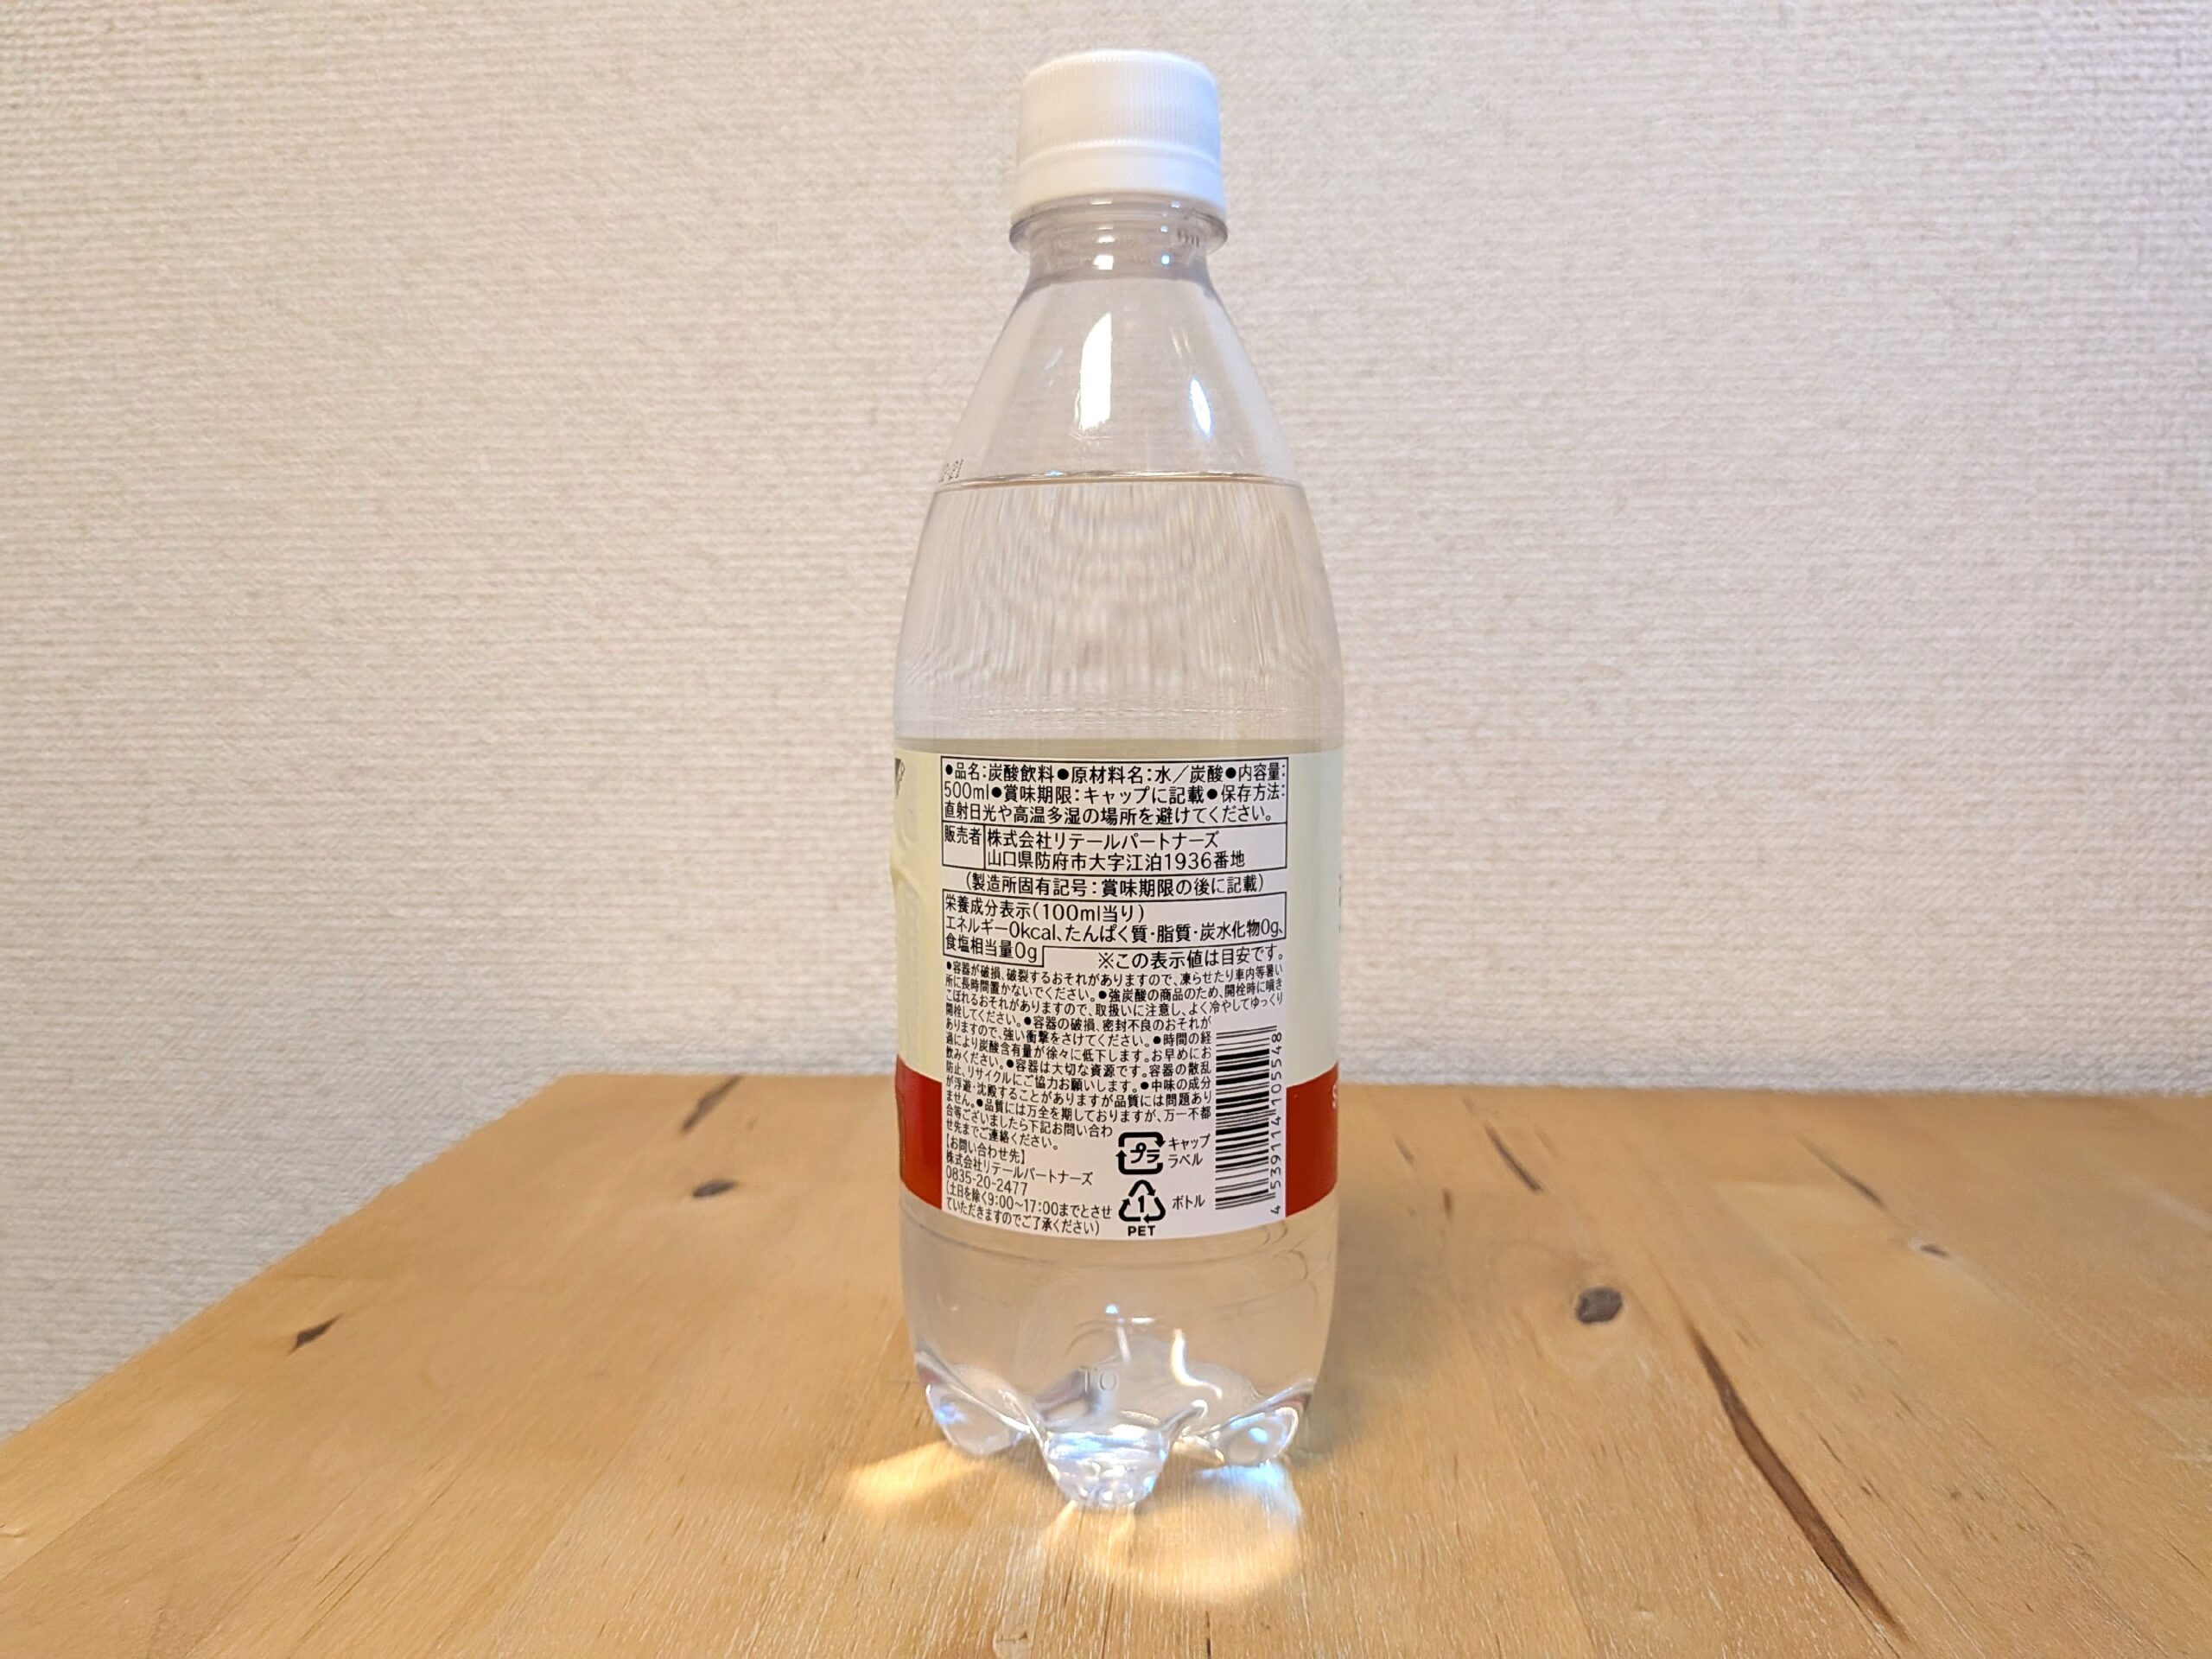 ●品名：炭酸飲料●原材料名：水／炭酸●内容量：
500ml●賞味期限：キャップに記載●保存方法：
直射日光や高温多湿の場所を避けてください。
販売者 株式会社リテールパートナーズ
山口県防府市大字江泊1936番地
（製造所固有記号：賞味期限の後に記載）
栄養成分表示（100ml当り）
エネルギー0kcal、たんぱく質・脂質・炭水化物0g、
食塩相当量0g
※この表示値は目安です。
●容器が破損、破裂するおそれがありますので、凍らせたり車内等暑い
所に長時間置かないでください。●強炭酸の商品のため、開栓時に噴き
こぼれるおそれがありますので、取扱いに注意し、よく冷やしてゆっくり
開栓してください。●容器の破損、密封不良のおそれが
ありますので、強い衝撃をさけてください。●時間の経
過により炭酸含有量が徐々に低下します。お早めにお
飲みください。●容器は大切な資源です。容器の散乱
防止、リサイクルにご協力お願いします。●中味の成分
が浮遊・沈殿することがありますが品質には問題あり
ません。●品質には万全を期しておりますが、万一不都
合等ございましたら下記お問い合わ
せ先までご連絡ください。
【お問い合わせ先】
株式会社リテールパートナーズ
0835-20-2477
（土日を除く9：00〜17：00までとさせ
ていただきますのでご了承ください）
プラ キャップ
ラベル
1 ボトル
PET
4 539114 105548
TO